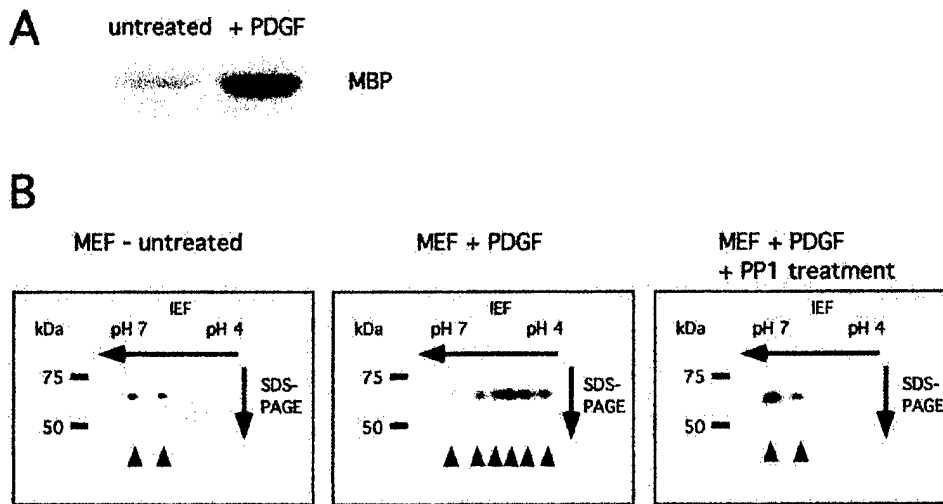 A
untreated + PDGF
MBP
B
MEF - untreated
IEF
kDa
pH 7
pH 4
75
50
SDS-
PAGE
MEF + PDGF
IEF
kDa
pH 7
pH 4
75
50
SDS-
PAGE
MEF + PDGF
+ PP1 treatment
IEF
kDa
pH 7
pH 4
75
50
SDS-
PAGE